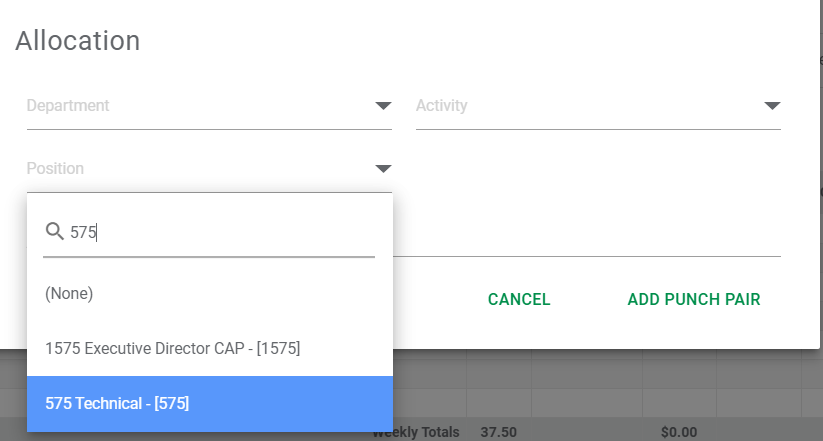 Allocation
Department Activity
Position
575
(None)
CANCEL ADD PUNCH PAIR
1575 Executive Director CAP - [1575]
575 Technical - [575]
Weekly Totals 37.50 $0.00